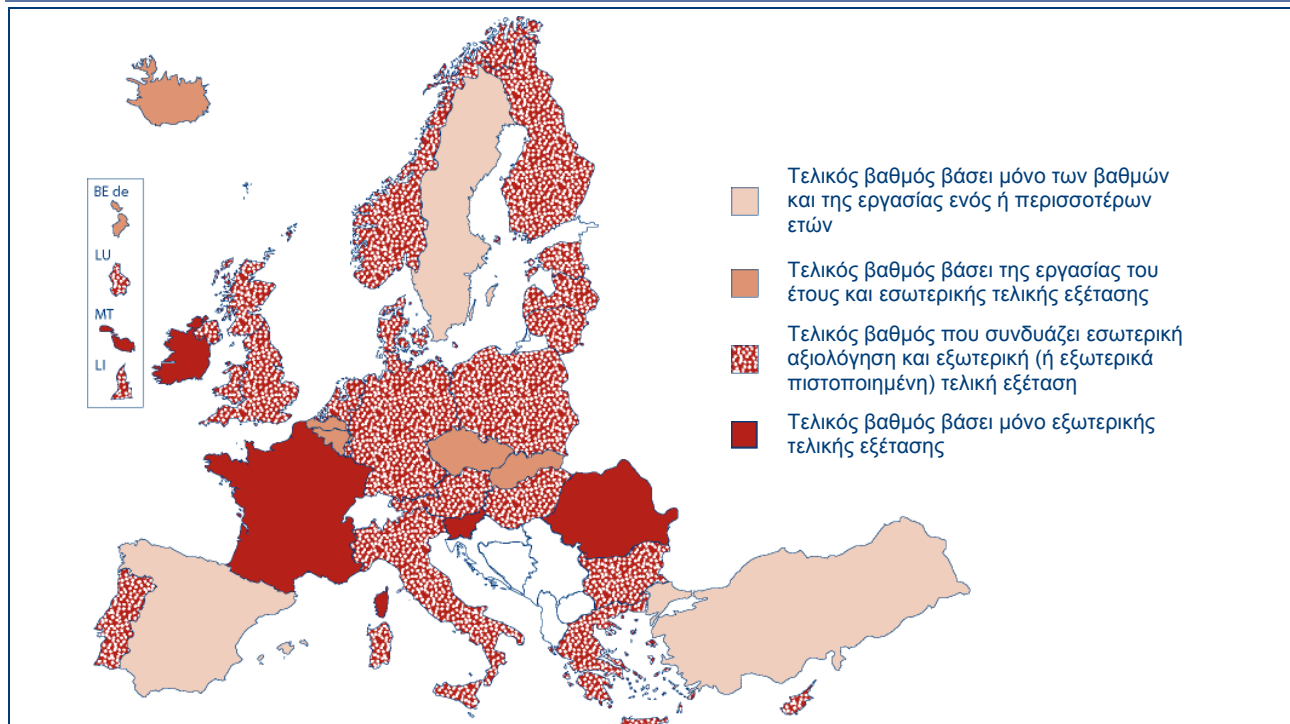 BE de
LU
MT
LI
Τελικός βαθμός βάσει μόνο των βαθμών
και της εργασίας ενός ή περισσοτέρων
ετών
Τελικός βαθμός βάσει της εργασίας του
έτους και εσωτερικής τελικής εξέτασης
Τελικός βαθμός που συνδυάζει εσωτερική
αξιολόγηση και εξωτερική (ή εξωτερικά
πιστοποιημένη) τελική εξέταση
Τελικός βαθμός βάσει μόνο εξωτερικής
τελικής εξέτασης